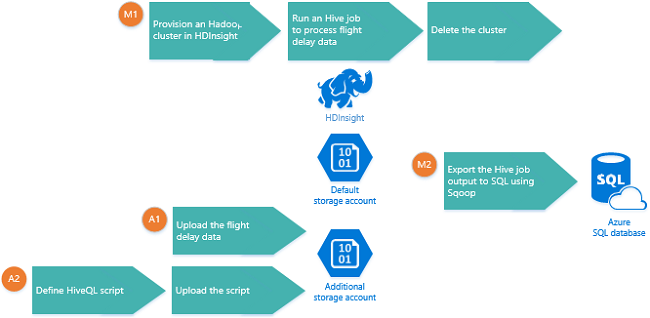 M1
Provision an Hadoop
cluster in HDInsight
Run an Hive job
to process flight
delay data
Delete the cluster
HDInsight
10
01
Default
storage account
M2
Export the Hive job
output to SQL using
Sqoop
SQL
Azure
SQL database
A1
Upload the flight
delay data
10
01
Additional
storage account
A2
Define HiveQL script
Upload the script